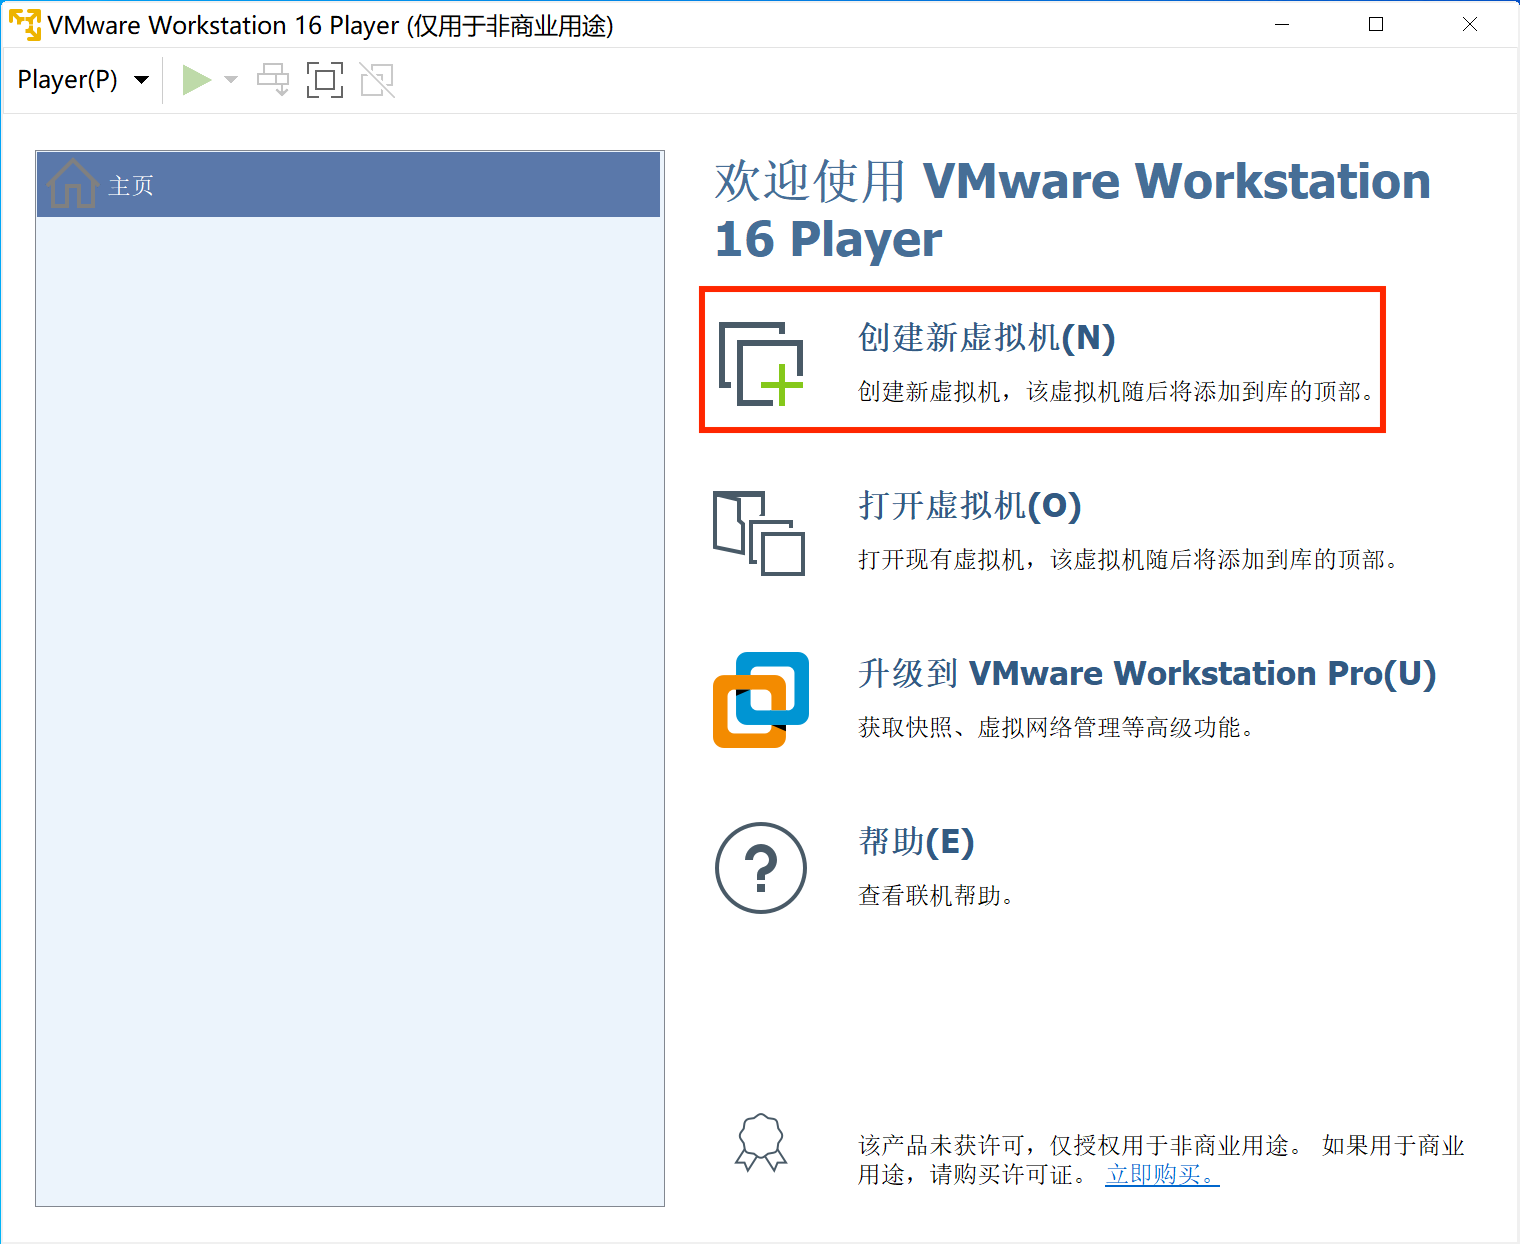 VMware Workstation 16 Player (仅用于非商业用途)
Player(P)
主页
欢迎使用 VMware Workstation
16 Player
创建新虚拟机(N)
创建新虚拟机，该虚拟机随后将添加到库的顶部。
打开虚拟机(O)
打开现有虚拟机，该虚拟机随后将添加到库的顶部。
升级到 VMware Workstation Pro(U)
获取快照、虚拟网络管理等高级功能。
?
帮助(E)
查看联机帮助。
该产品未获许可，仅授权用于非商业用途。 如果用于商业
用途，请购买许可证。 立即购买。